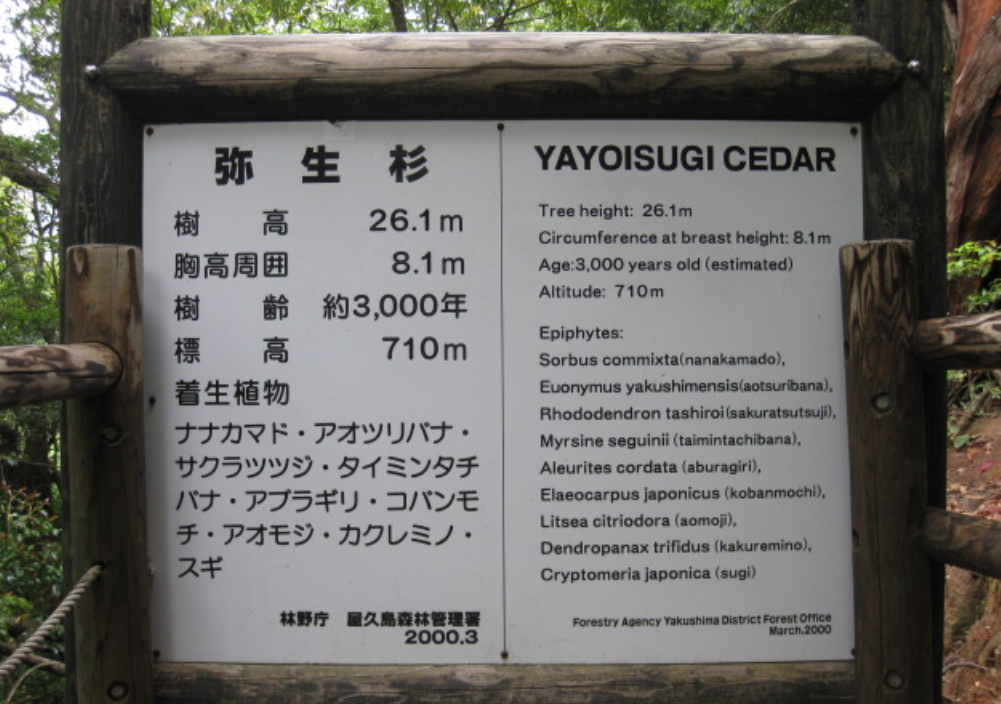 弥生杉
樹高 26.1m
胸高周囲 8.1m
樹齢 約3,000年
標高 710m
着生植物
ナナカマド・アオツリバナ・
サクラツツジ・タイミンタチ
バナ・アブラギリ・コバンモ
チ・アオモジ・カクレミノ・
スギ
林野庁 屋久島森林管理署
2000.3
YAYOISUGI CEDAR
Tree height: 26.1m
Circumference at breast height: 8.1m
Age:3,000 years old (estimated)
Altitude: 710m
Epiphytes:
Sorbus commixta(nanakamado),
Euonymus yakushimensis(aotsuribana),
Rhododendron tashiroi(sakuratsutsuji),
Myrsine seguinii (taimintachibana),
Aleurites cordata (aburagiri),
Elaeocarpus japonicus (kobanmochi),
Litsea citriodora (aomoji),
Dendropanax trifidus (kakuremino),
Cryptomeria japonica (sugi)
Forestry Agency Yakushima District Forest Office
March,2000